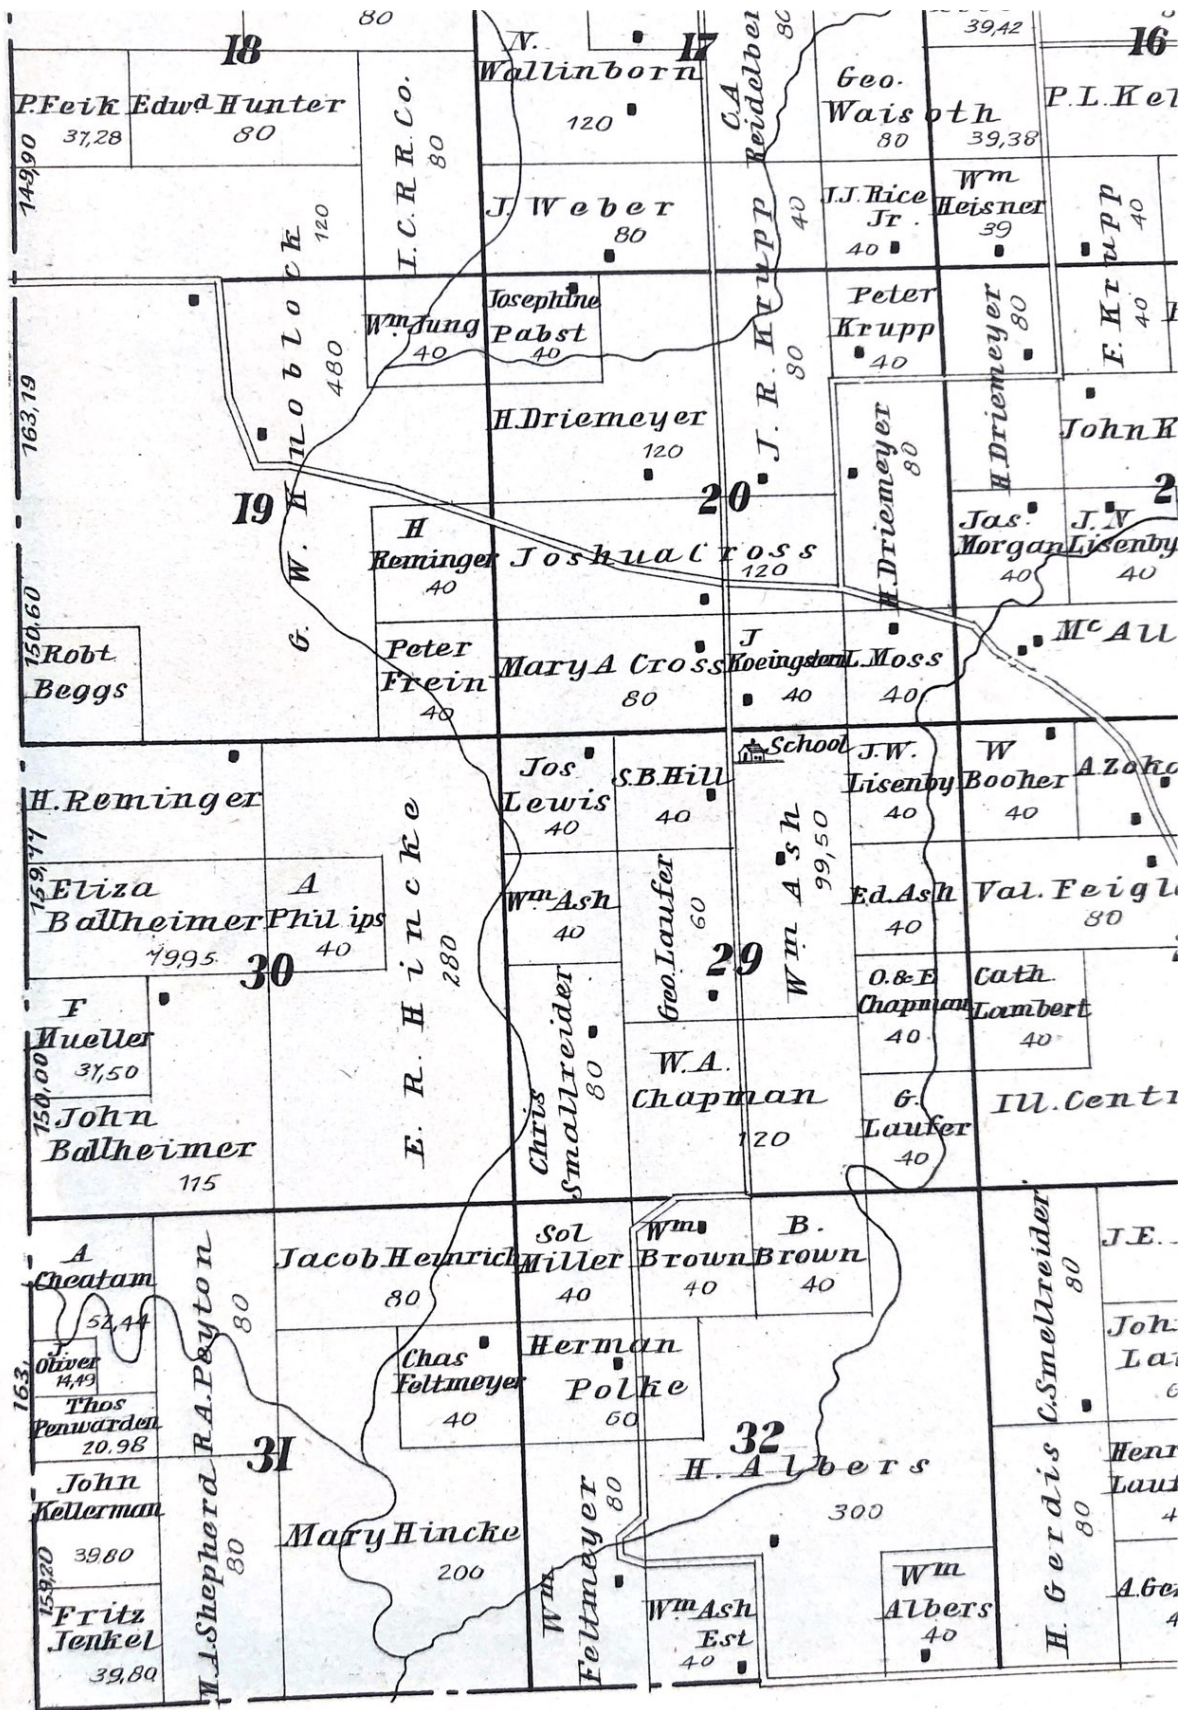 80
18
N.
Wallinborn
120
17
C.A
Reidelber
80
39,42
16
P. Feik
37,28
Edwd Hunter
80
I. C. R R. Co.
80
Geo.
Waisoth
80
39,38
P. L. Kel
149,90
120
J. Weber
80
J. R. Krupp
40
80
J.J. Rice
Jr.
40
Wm
Heisner
39
F. Krupp
40
40
G. W. Knoblock
480
Wm Jung
40
Josephine
Pabst
40
Peter
Krupp
40
H. Driemeyer
80
163,19
H. Driemeyer
120
H. Driemeyer
80
John K
19
20
2
H
Reminger
40
Joshua Cross
120
Jas.
Morgan
40
J. N
Lisenby
40
150,60
Robt
Beggs
Peter
Frein
40
Mary A Cross
80
J
40
L. Moss
40
Mc All
H. Reminger
Jos
Lewis
40
S. B. Hill
40
School
J. W.
Lisenby
40
W
Booher
40
159,77
Eliza
Ballheimer
79,95
A
Philips
40
E. R. Hincke
280
Wm Ash
40
Geo. Laufer
60
Wm Ash
99,50
Ed. Ash
40
Val. Feigl
80
30
29
F
Mueller
37,50
Chris
Smallreider
80
O. & E
Chapman
40
Cath
Lambert
40
150,00
John
Ballheimer
115
W. A.
Chapman
120
G.
Laufer
40
Ill. Centr
A
Cheatam
52,44
R A. Peyton
80
Jacob Heinrich
80
Sol
Miller
40
Wm
Brown
40
B.
Brown
40
C. Smellreider
80
J. E.
163,
J.
Oliver
14,49
Thos
Penwarden
20.98
Chas
Feltmeyer
40
Herman
Polke
60
Joh
La
6
31
32
John
Kellerman
39.80
M. A. Shepherd
80
Mary Hincke
200
Wm
Feltmeyer
80
H. Albers
300
H. Gerdis
80
Henr
Lauf
4
159,20
Fritz
Jenkel
39,80
Wm Ash
Est
40
Wm
Albers
40
A. Ge
4